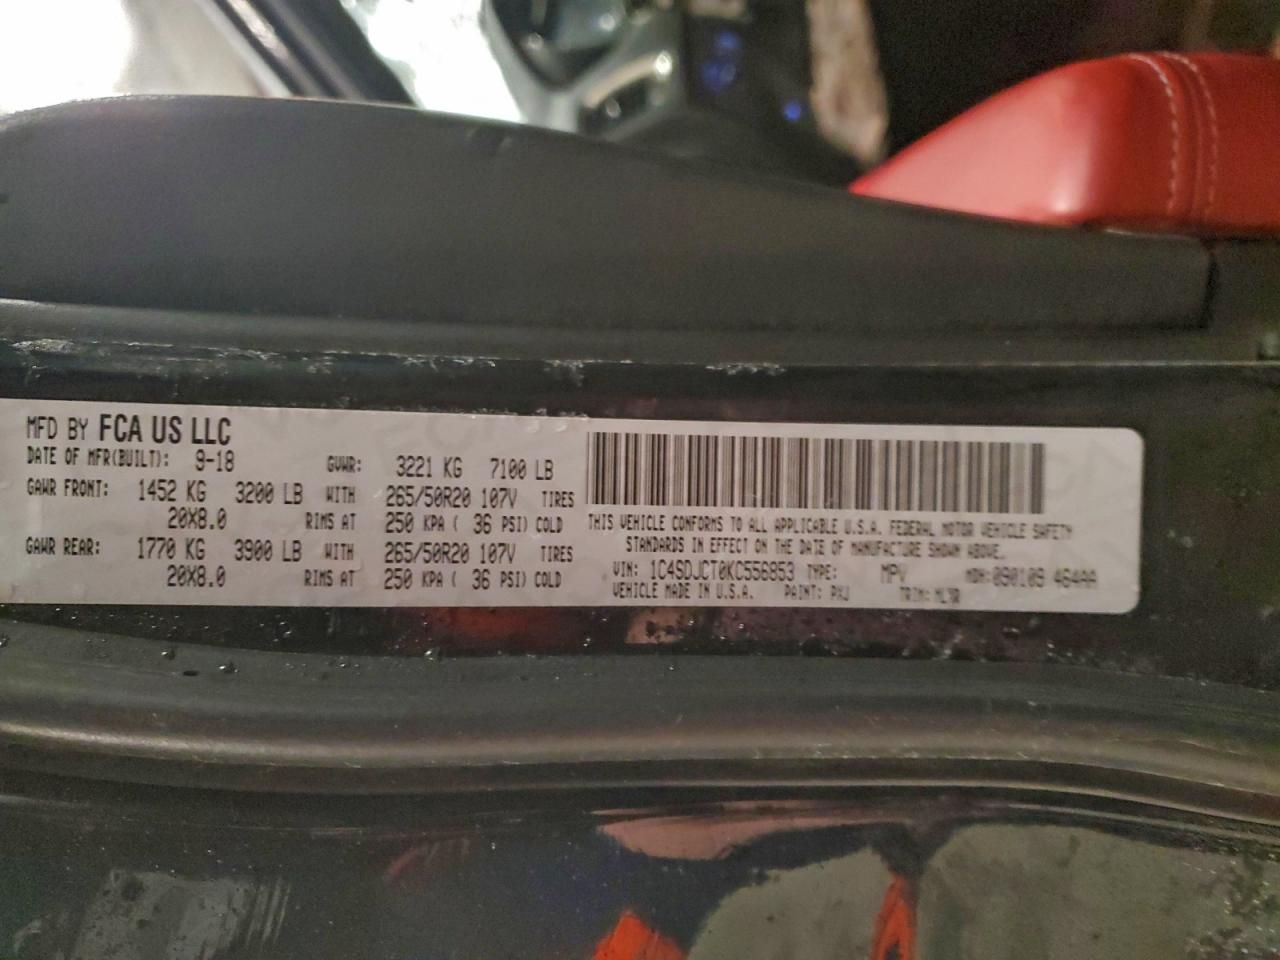 MFD BY FCA US LLC
DATE OF MFR(BUILT): 9-18 GVWR: 3221 KG 7100 LB
GAWR FRONT: 1452 KG 3200 LB WITH 265/50R20 107V TIRES
20X8.0 RIMS AT 250 KPA ( 36 PSI) COLD
GAWR REAR: 1770 KG 3900 LB WITH 265/50R20 107V TIRES
20X8.0 RIMS AT 250 KPA ( 36 PSI) COLD
THIS VEHICLE CONFORMS TO ALL APPLICABLE U.S.A. FEDERAL MOTOR VEHICLE SAFETY
STANDARDS IN EFFECT ON THE DATE OF MANUFACTURE SHOWN ABOVE.
VIN: 1C4SDJCT0KC556853 TYPE: MPV MDH:090109 464AA
VEHICLE MADE IN U.S.A. PAINT: PXJ TRIM: